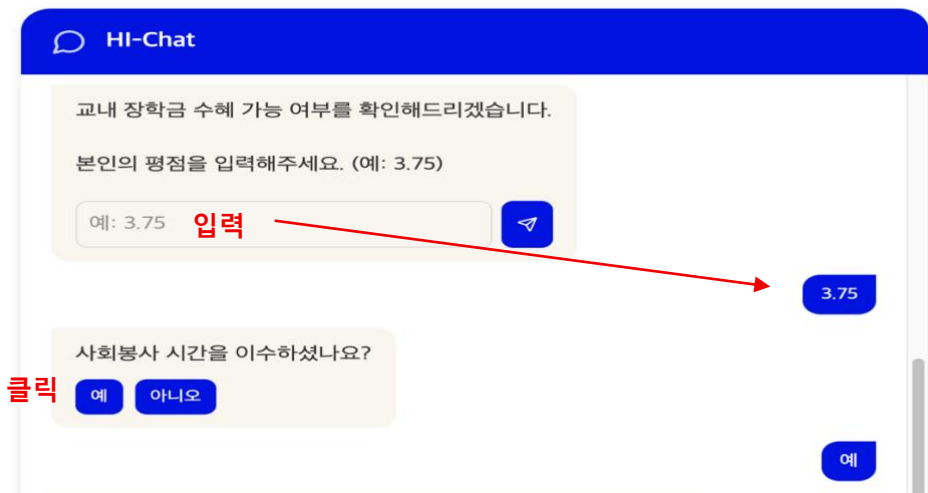 HI-Chat
교내 장학금 수혜 가능 여부를 확인해드리겠습니다.
본인의 평점을 입력해주세요. (예: 3.75)
예: 3.75 입력
3.75
사회봉사 시간을 이수하셨나요?
클릭 예 아니오
예